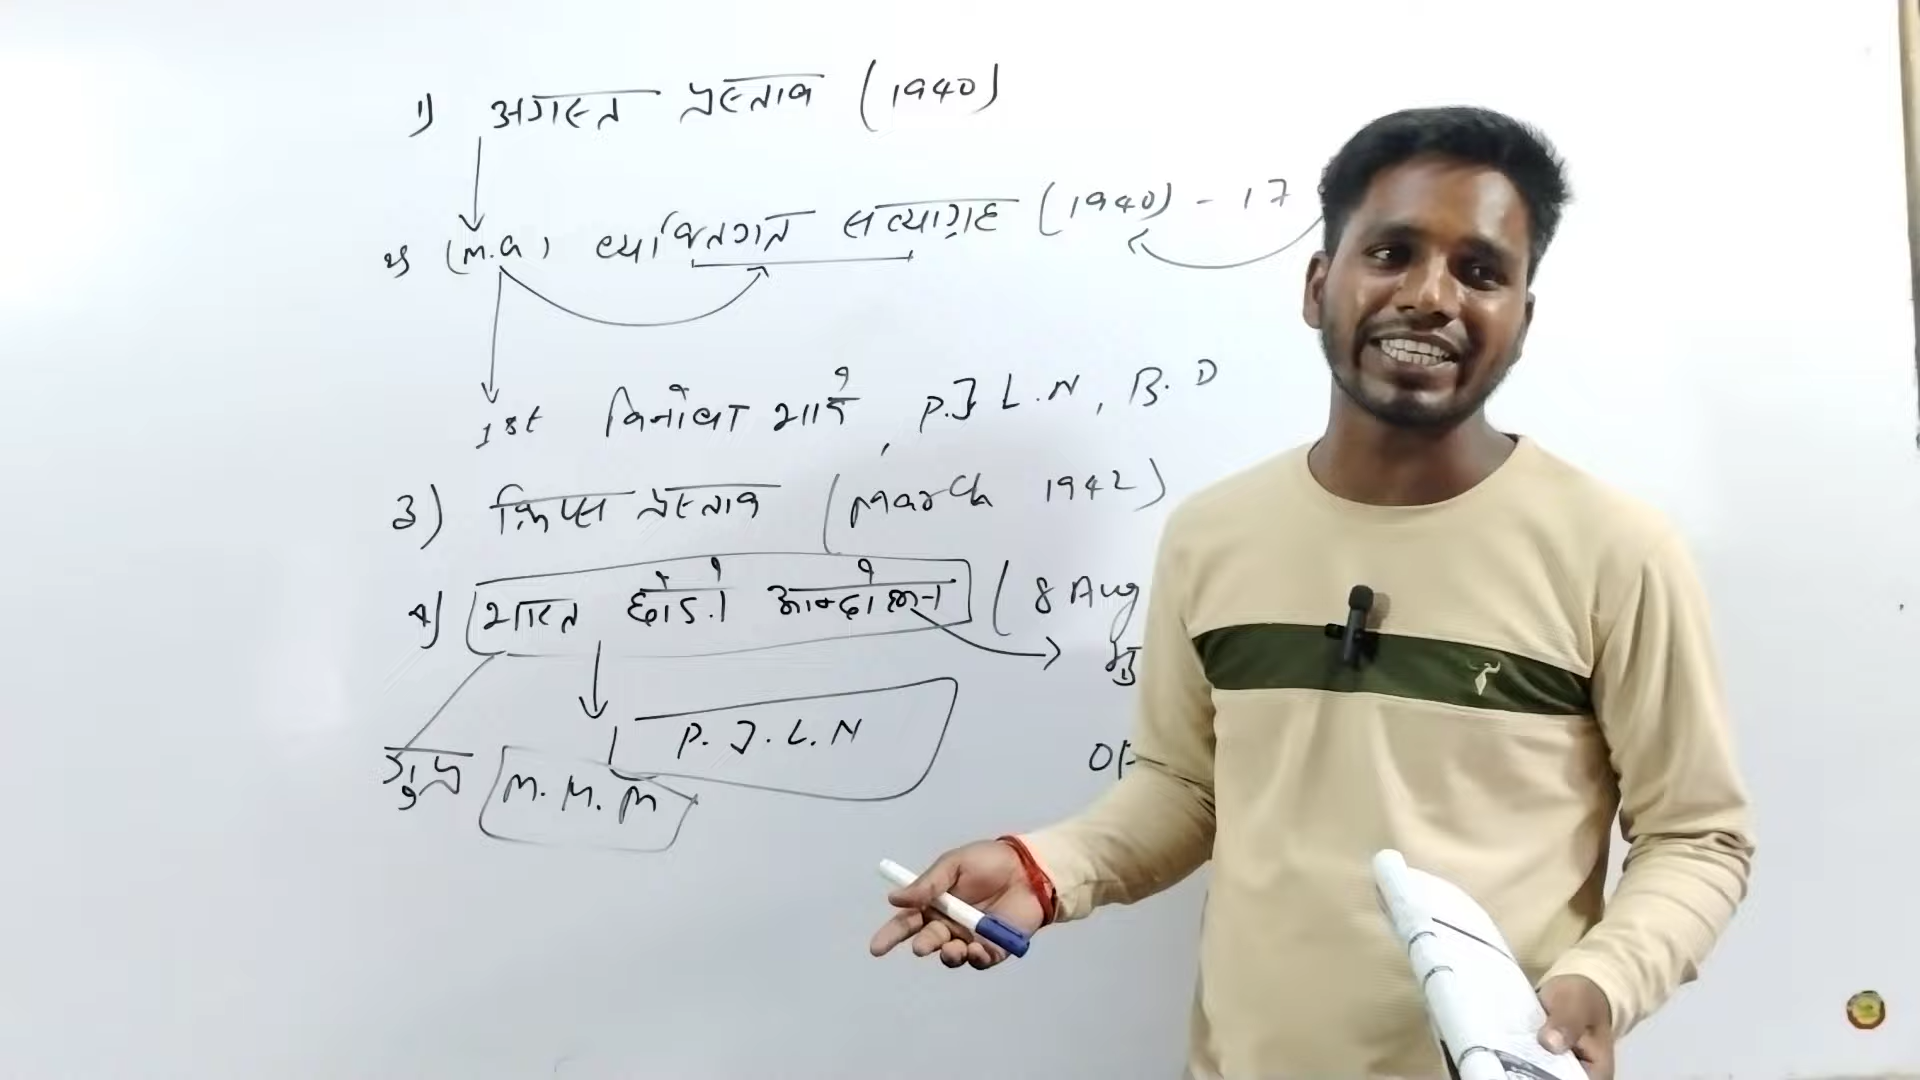 1) अगस्त प्रस्ताव (1940)
2) (M.G) व्यक्तिगत सत्याग्रह (1940) - 17
1st विनोबा भावे, P.J L.N, B.D
3) क्रिप्स प्रस्ताव (March 1942)
4) भारत छोड़ो आन्दोलन (8 Aug
P. J. L. N
M. M. M